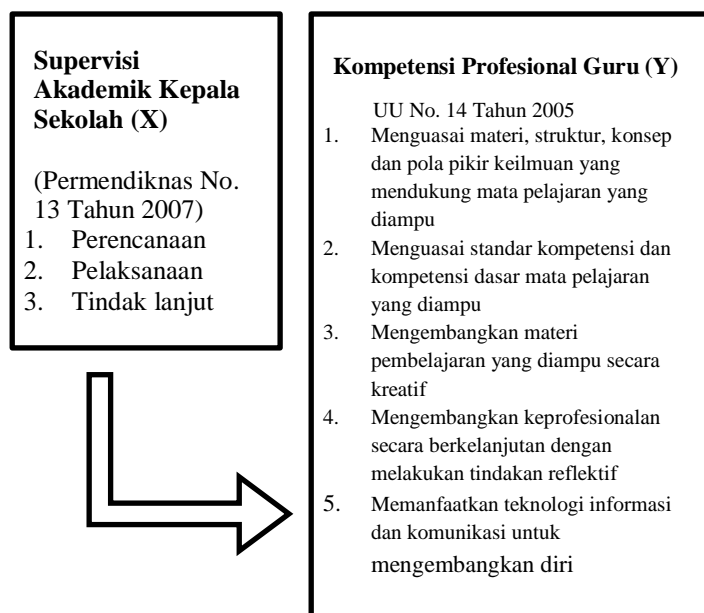 Supervisi
Akademik Kepala
Sekolah (X)
(Permendiknas No.
13 Tahun 2007)
1. Perencanaan
2. Pelaksanaan
3. Tindak lanjut
Kompetensi Profesional Guru (Y)
UU No. 14 Tahun 2005
1. Menguasai materi, struktur, konsep
dan pola pikir keilmuan yang
mendukung mata pelajaran yang
diampu
2. Menguasai standar kompetensi dan
kompetensi dasar mata pelajaran
yang diampu
3. Mengembangkan materi
pembelajaran yang diampu secara
kreatif
4. Mengembangkan keprofesionalan
secara berkelanjutan dengan
melakukan tindakan reflektif
5. Memanfaatkan teknologi informasi
dan komunikasi untuk
mengembangkan diri